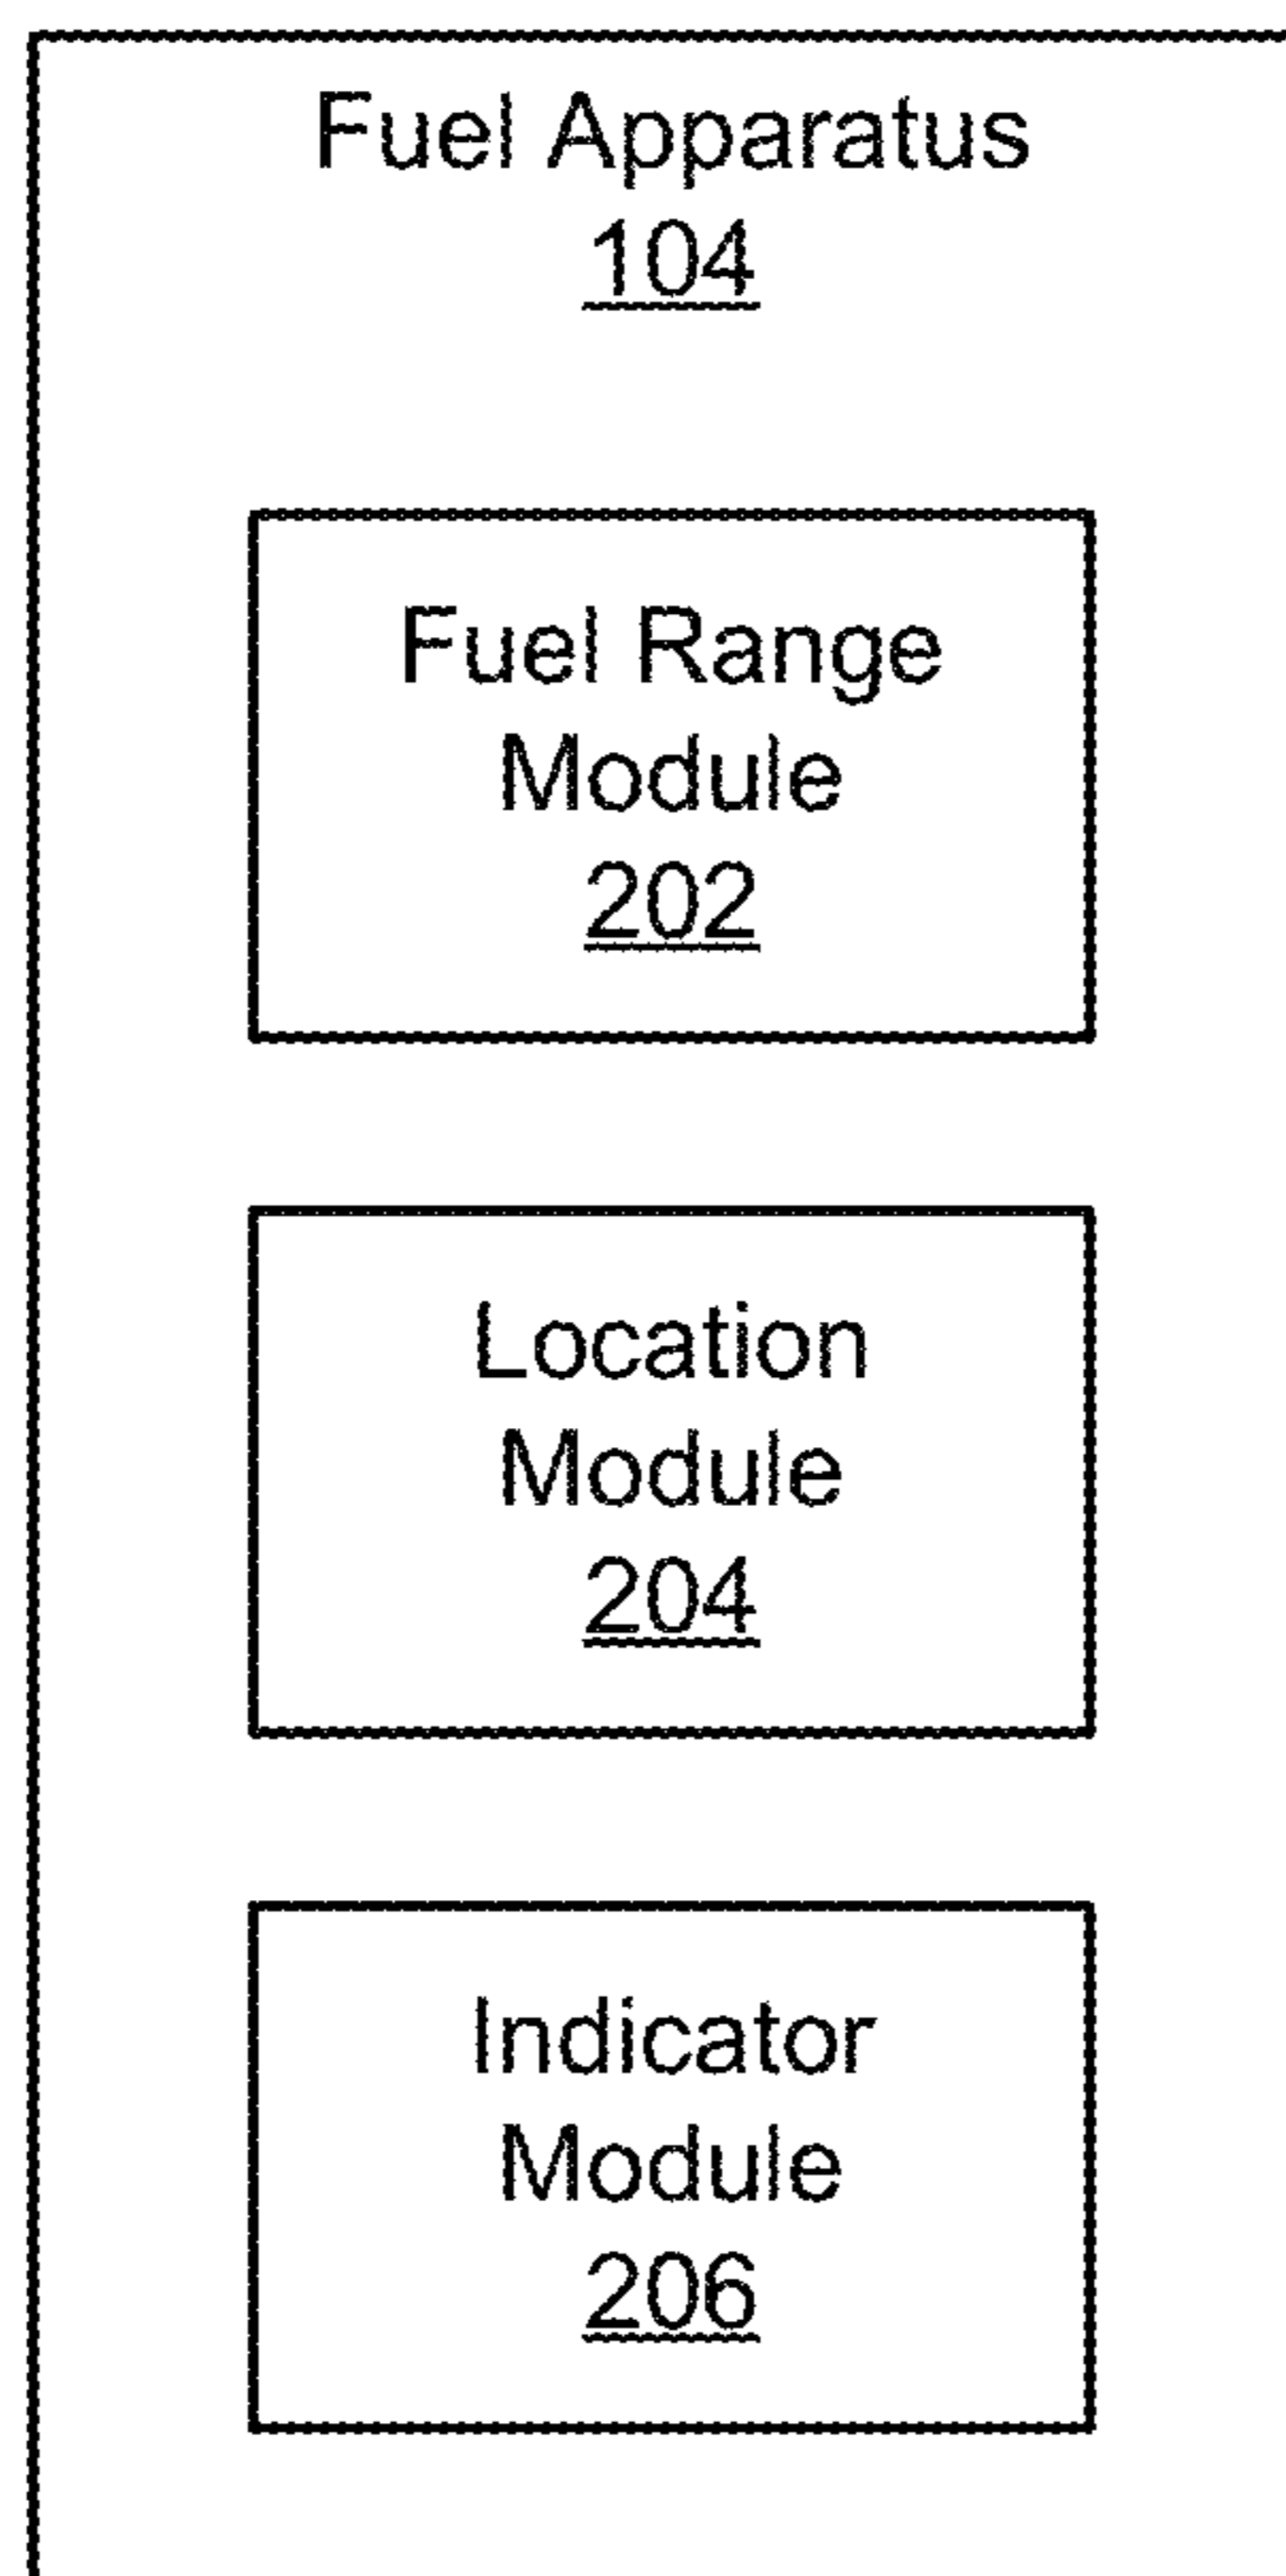 Fuel Apparatus
104
Fuel Range
Module
202
Location
Module
204
Indicator
Module
206